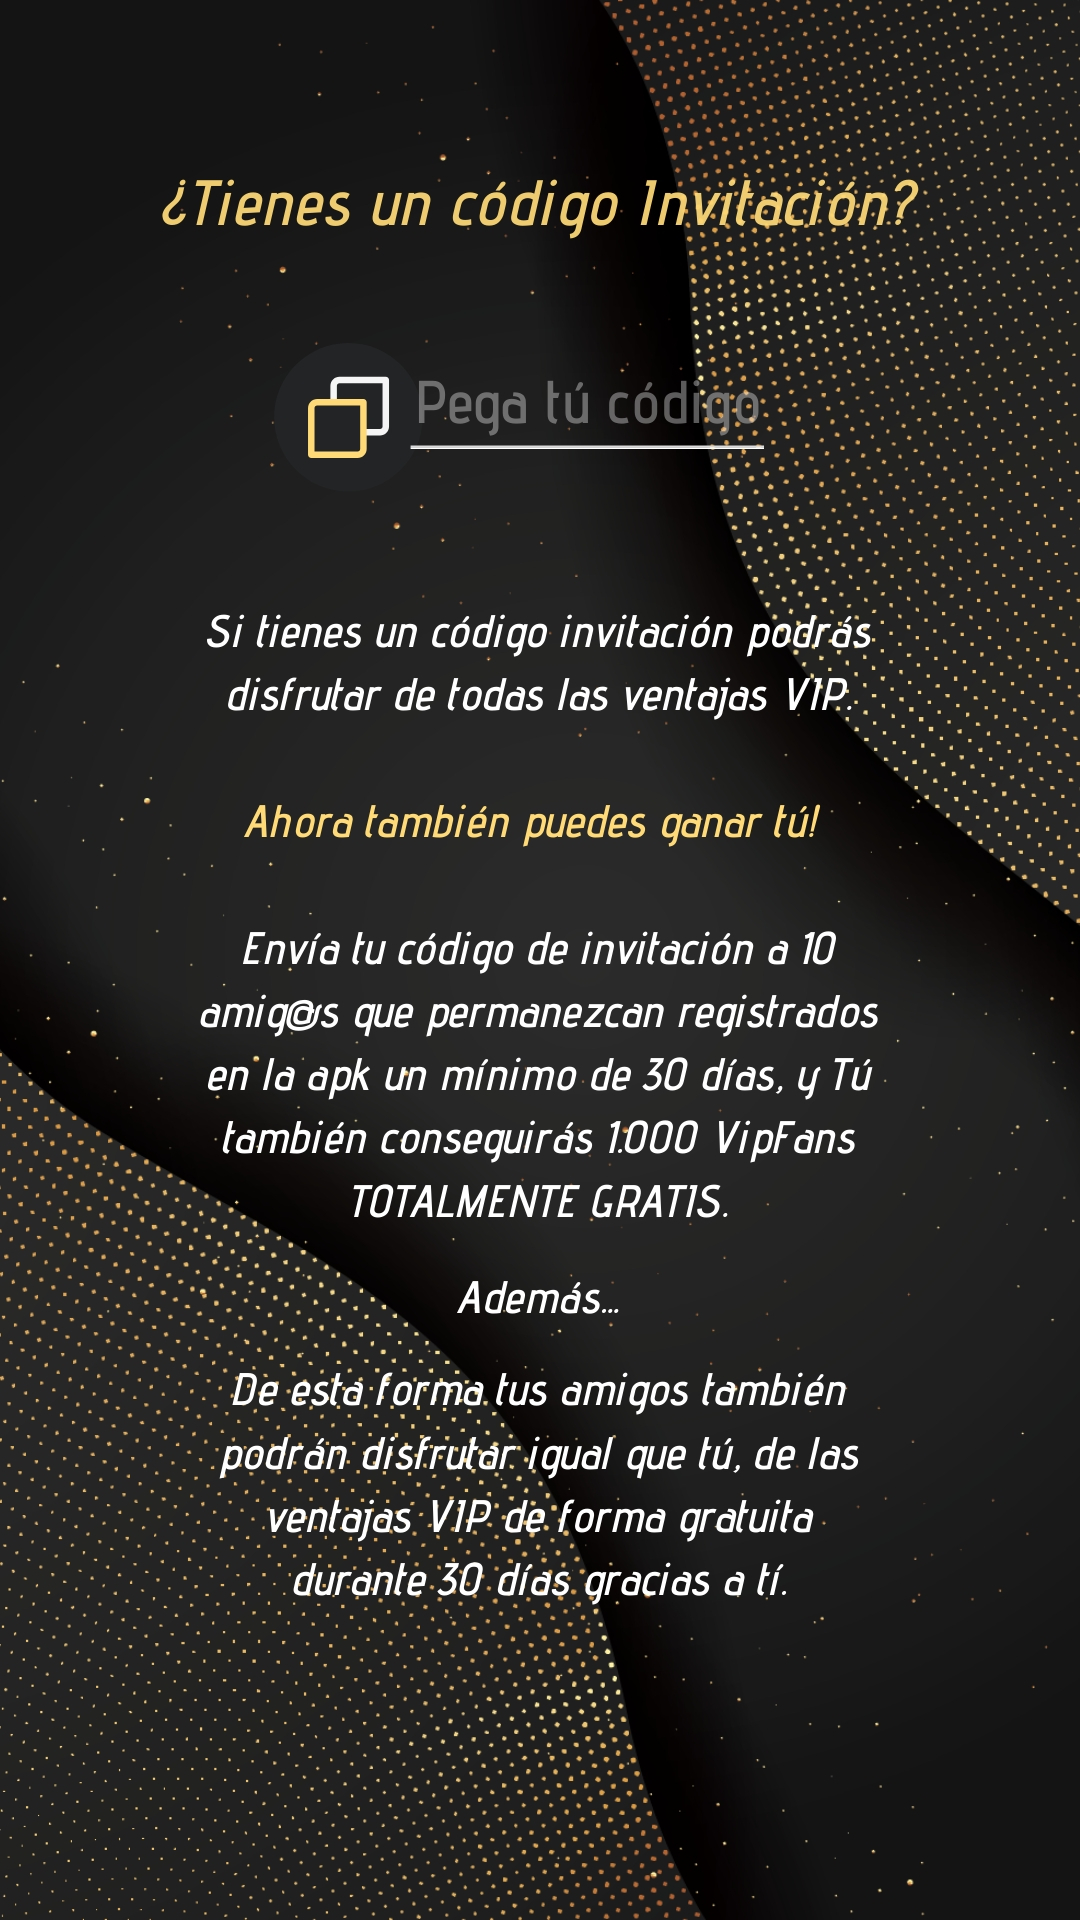 ¿Tienes un código Invitación?
Pega tú código
Si tienes un código invitación podrás
disfrutar de todas las ventajas VIP.
Ahora también puedes ganar tú!
Envía tu código de invitación a 10
amig@s que permanezcan registrados
en la apk un mínimo de 30 días, y Tú
también conseguirás 1.000 VipFans
TOTALMENTE GRATIS.
Además...
De esta forma tus amigos también
podrán disfrutar igual que tú, de las
ventajas VIP de forma gratuita
durante 30 días gracias a tí.